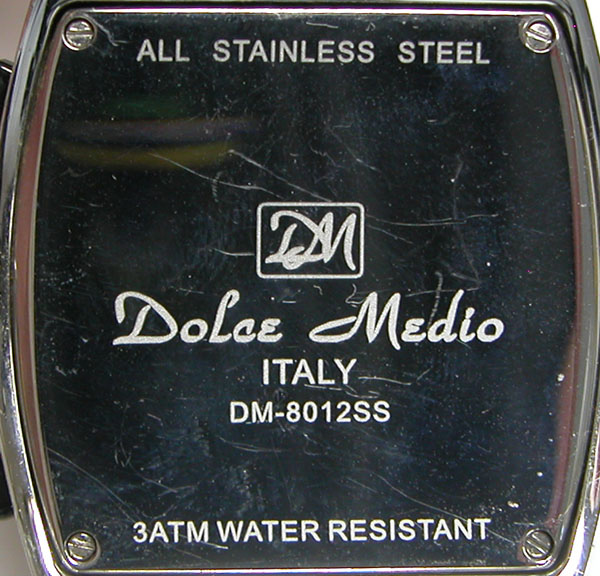 ALL STAINLESS STEEL
DM
Dolce Medio
ITALY
DM-8012SS
3ATM WATER RESISTANT